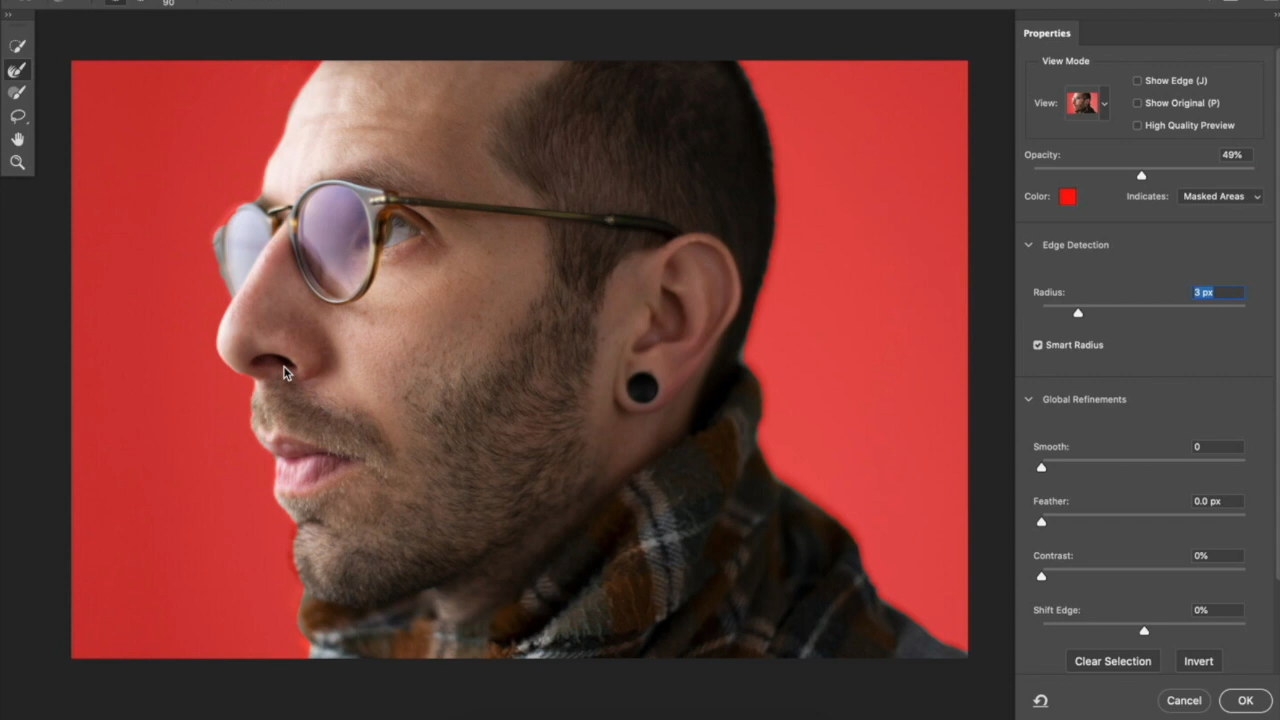 90
Properties
View Mode
Show Edge (J)
View:
Show Original (P)
High Quality Preview
Opacity:
49%
Color:
Indicates:
Masked Areas
Edge Detection
Radius:
3 px
Smart Radius
Global Refinements
Smooth:
0
Feather:
0.0 px
Contrast:
0%
Shift Edge:
0%
Clear Selection
Invert
Cancel
OK